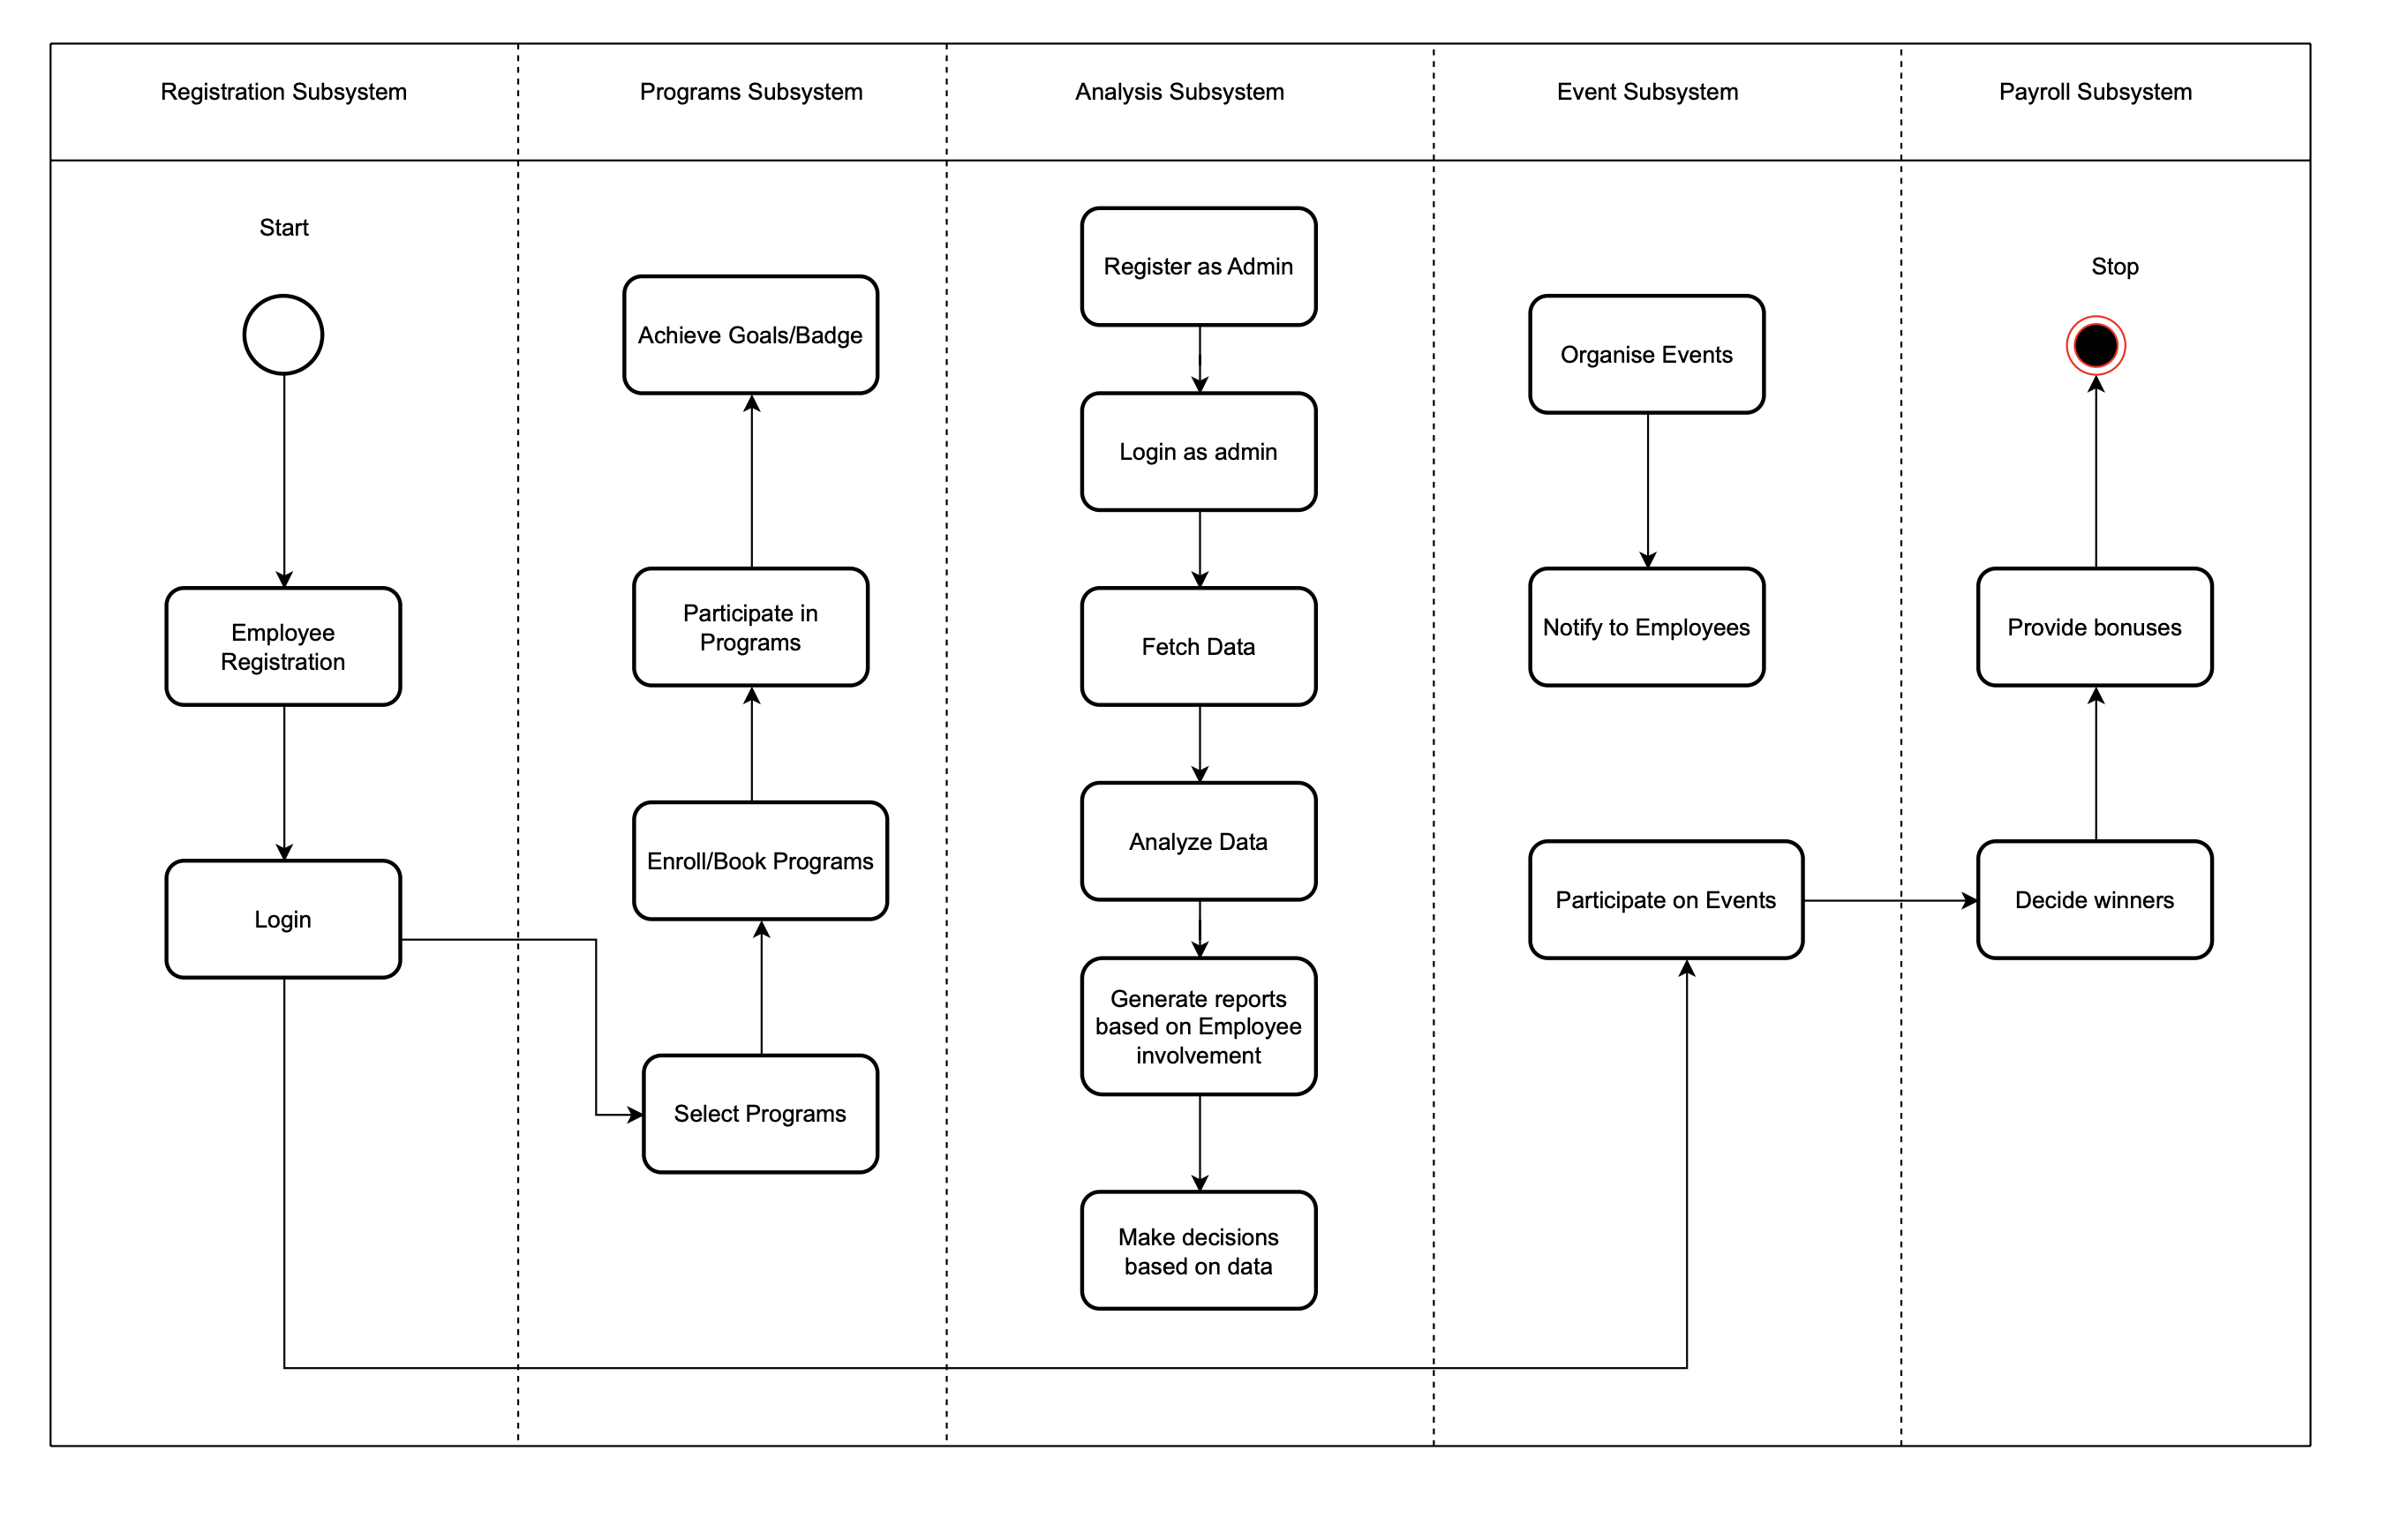 Registration Subsystem
Programs Subsystem
Analysis Subsystem
Event Subsystem
Payroll Subsystem
Start
Employee
Registration
Login
Achieve Goals/Badge
Participate in
Programs
Enroll/Book Programs
Select Programs
Register as Admin
Login as admin
Fetch Data
Analyze Data
Generate reports
based on Employee
involvement
Make decisions
based on data
Organise Events
Notify to Employees
Participate on Events
Stop
Provide bonuses
Decide winners